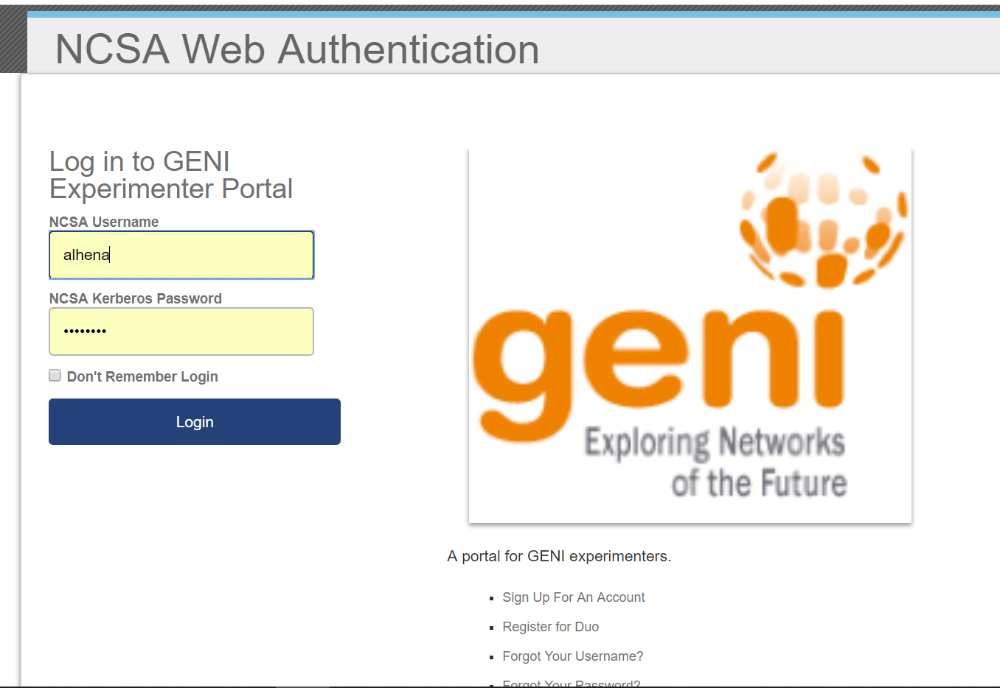 NCSA Web Authentication
Log in to GENI
Experimenter Portal
NCSA Username
alhena
NCSA Kerberos Password
••••••••
Don't Remember Login
Login
geni
Exploring Networks
of the Future
A portal for GENI experimenters.
Sign Up For An Account
Register for Duo
Forgot Your Username?
Forgot Your Password?